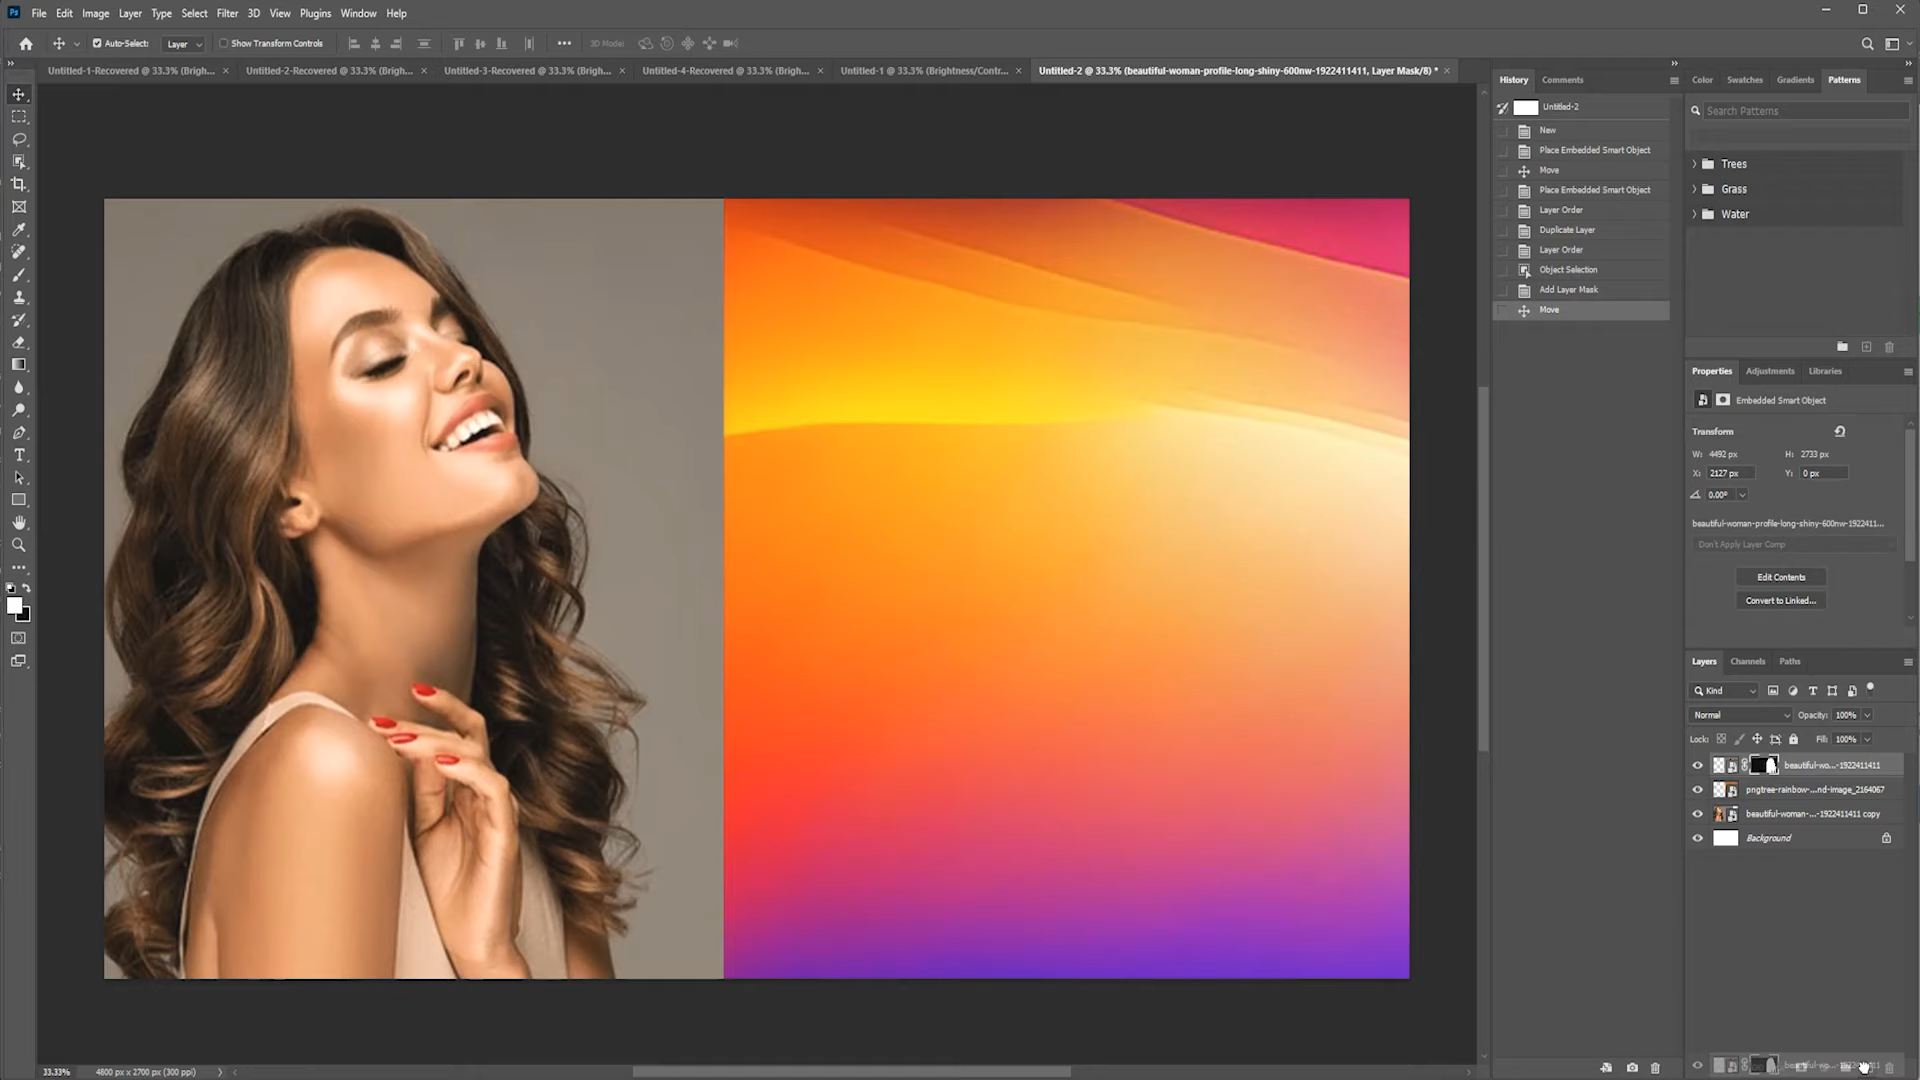 Ps File Edit Image Layer Type Select Filter 3D View Plugins Window Help
Auto-Select: Layer Show Transform Controls 3D Mode:
Untitled-1-Recovered @ 33.3% (Brigh... Untitled-2-Recovered @ 33.3% (Brigh... Untitled-3-Recovered @ 33.3% (Brigh... Untitled-4-Recovered @ 33.3% (Brigh... Untitled-1 @ 33.3% (Brightness/Contr... Untitled-2 @ 33.3% (beautiful-woman-profile-long-shiny-600nw-1922411411, Layer Mask/8) *
History Comments
Untitled-2
New
Place Embedded Smart Object
Move
Place Embedded Smart Object
Layer Order
Duplicate Layer
Layer Order
Object Selection
Add Layer Mask
Move
Color Swatches Gradients Patterns
Search Patterns
Trees
Grass
Water
Properties Adjustments Libraries
Embedded Smart Object
Transform
W: 4492 px H: 2733 px
X: 2127 px Y: 0 px
0.00°
beautiful-woman-profile-long-shiny-600nw-1922411...
Don't Apply Layer Comp
Edit Contents
Convert to Linked...
Layers Channels Paths
Kind
Normal Opacity: 100%
Lock: Fill: 100%
beautiful-wo...-1922411411
pngtree-rainbow-...nd-image_2164067
beautiful-woman-...-1922411411 copy
Background
33.33% 4800 px x 2700 px (300 ppi)